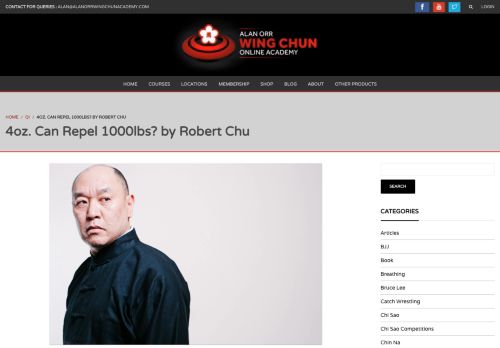 CONTACT FOR QUERIES : ALAN@ALANORRWINGCHUNACADEMY.COM
LOGIN
ALAN ORR
WING CHUN
ONLINE ACADEMY
HOME COURSES LOCATIONS MEMBERSHIP SHOP BLOG ABOUT OTHER PRODUCTS
HOME / QI / 4OZ. CAN REPEL 1000LBS? BY ROBERT CHU
4oz. Can Repel 1000lbs? by Robert Chu
SEARCH
CATEGORIES
Articles
BJJ
Book
Breathing
Bruce Lee
Catch Wrestling
Chi Sao
Chi Sao Competitions
Chin Na